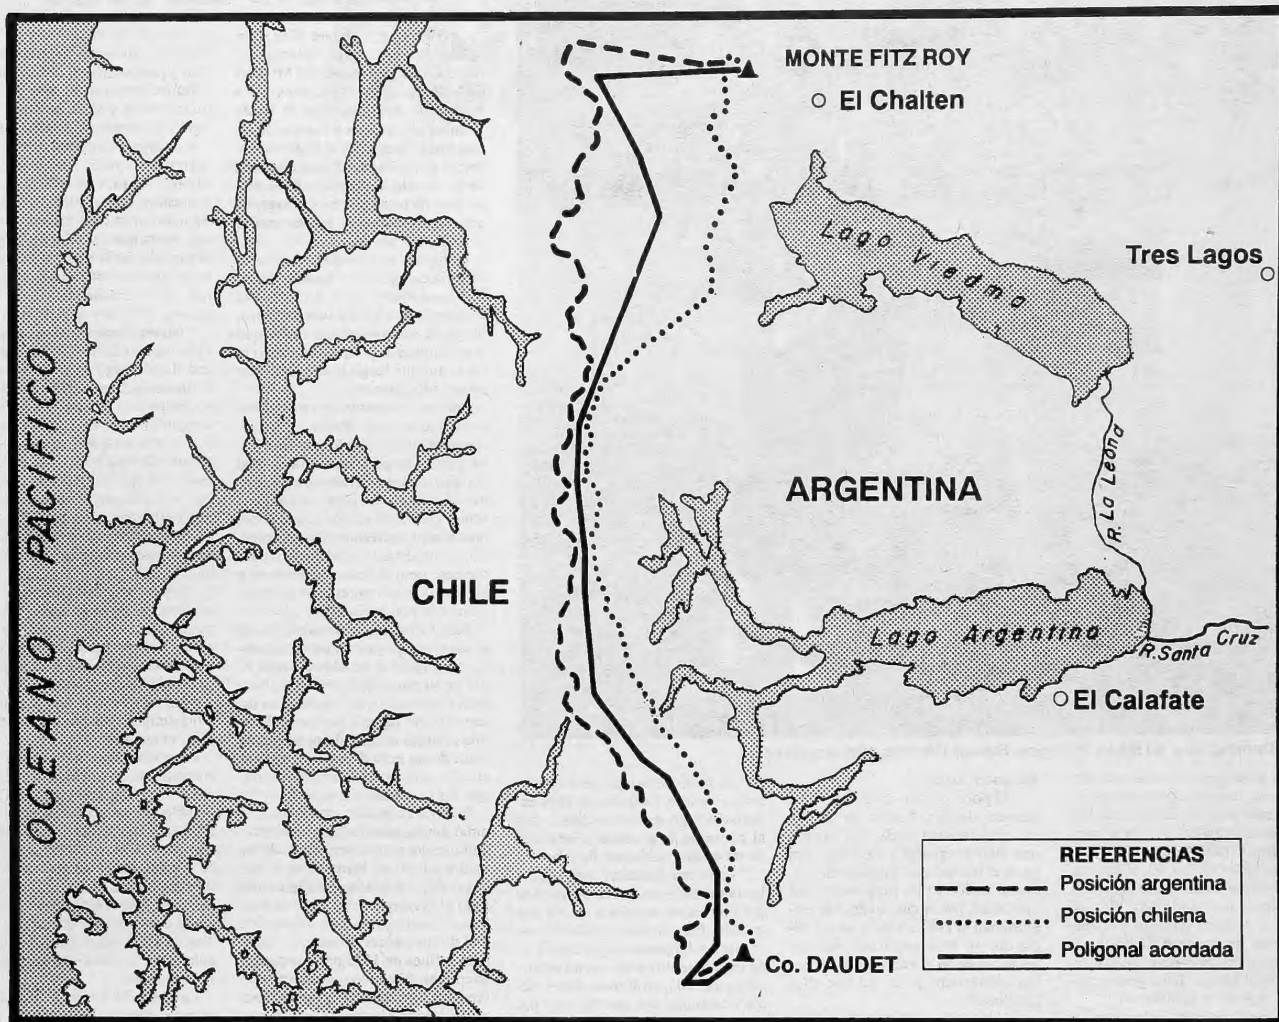 MONTE FITZ ROY
El Chalten
Lago Viedma
Tres Lagos
OCEANO PACIFICO
ARGENTINA
R. La Leona
CHILE
Lago Argentino
R. Santa Cruz
El Calafate
REFERENCIAS
Posición argentina
Posición chilena
Poligonal acordada
Co. DAUDET